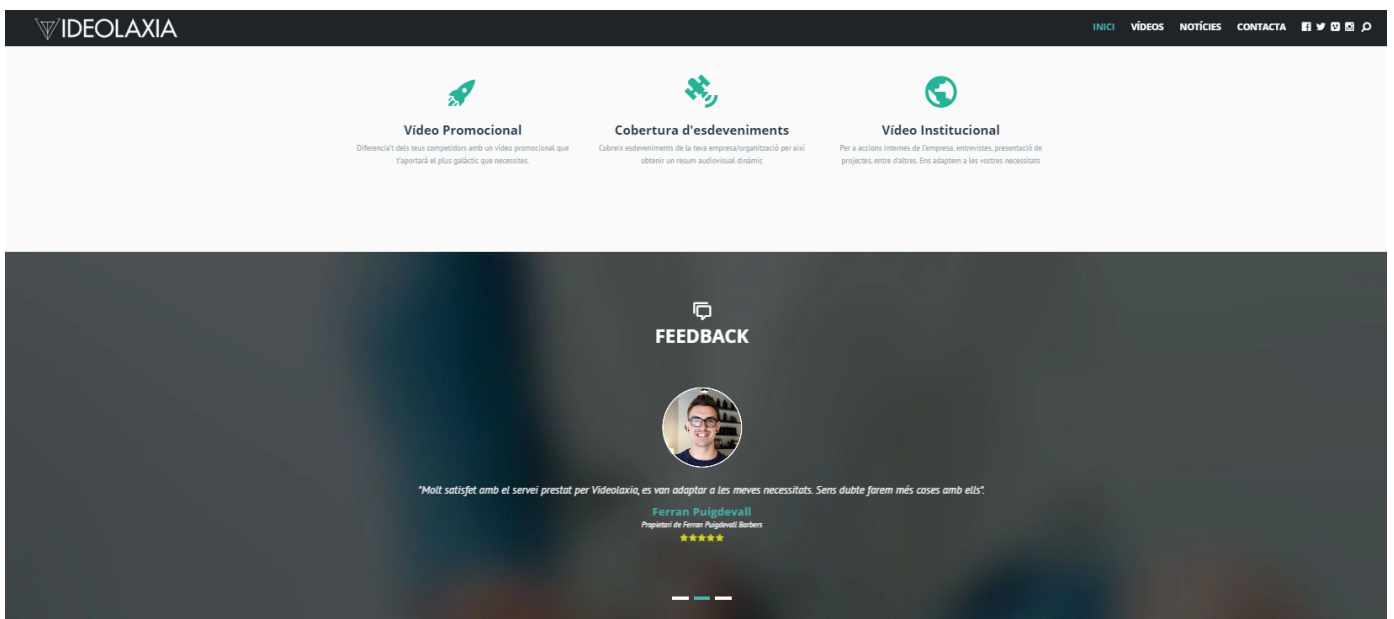 VIDEOLAXIA
INICI VÍDEOS NOTÍCIES CONTACTA
Vídeo Promocional
Diferencia't dels teus competidors amb un vídeo promocional que
t'aportarà el plus galàctic que necessites.
Cobertura d'esdeveniments
Cobreix esdeveniments de la teva empresa/organització per així
obtenir un resum audiovisual dinàmic
Vídeo Institucional
Per a accions internes de l'empresa, entrevistes, presentació de
projectes, entre d'altres. Ens adaptem a les vostres necessitats
FEEDBACK
"Molt satisfet amb el servei prestat per Videolaxia, es van adaptar a les meves necessitats. Sens dubte farem més coses amb ells".
Ferran Puigdevall
Propietari de Ferran Puigdevall Barbers